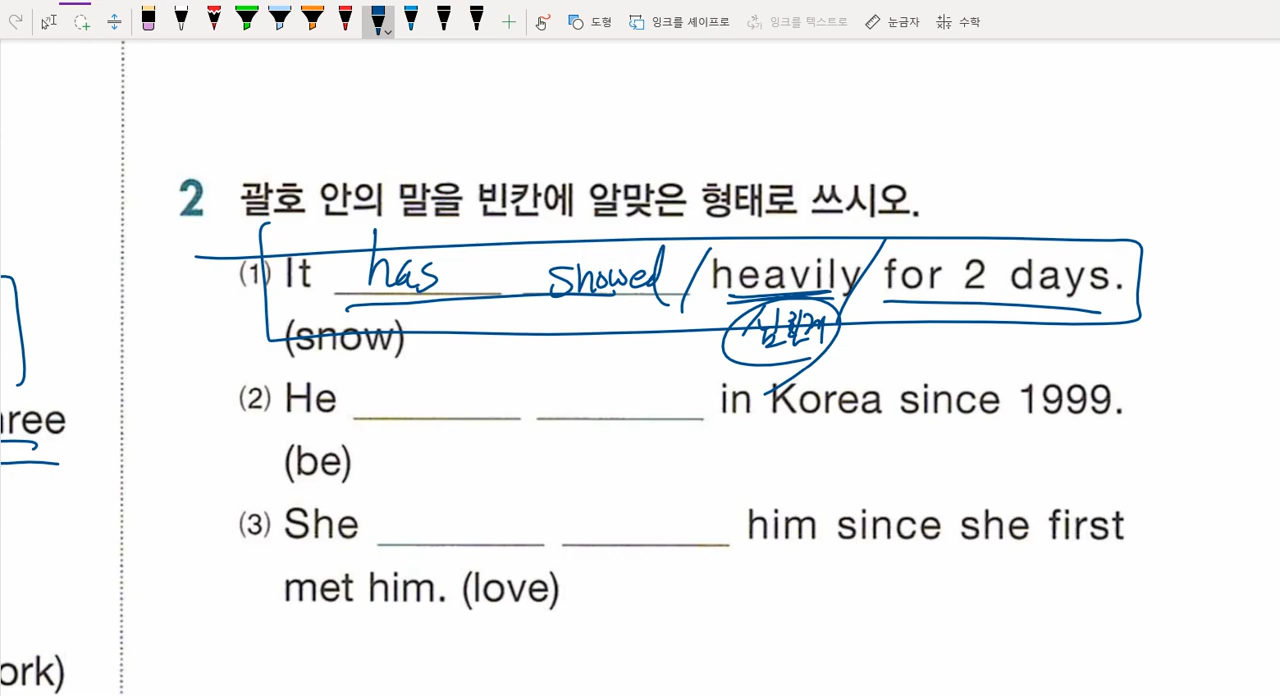 도형 잉크를 셰이프로 잉크를 텍스트로 눈금자 수학
2 괄호 안의 말을 빈칸에 알맞은 형태로 쓰시오.
(1) It has showed / heavily / for 2 days.
(snow) 심하게
(2) He in Korea since 1999.
(be)
ree
(3) She him since she first
met him. (love)
ork)